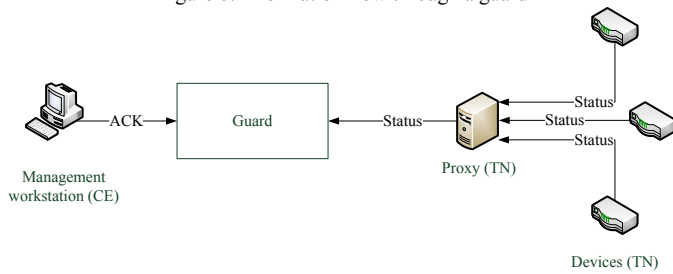 ACK
Guard
Status
Status
Status
Status
Proxy (TN)
Management
workstation (CE)
Devices (TN)